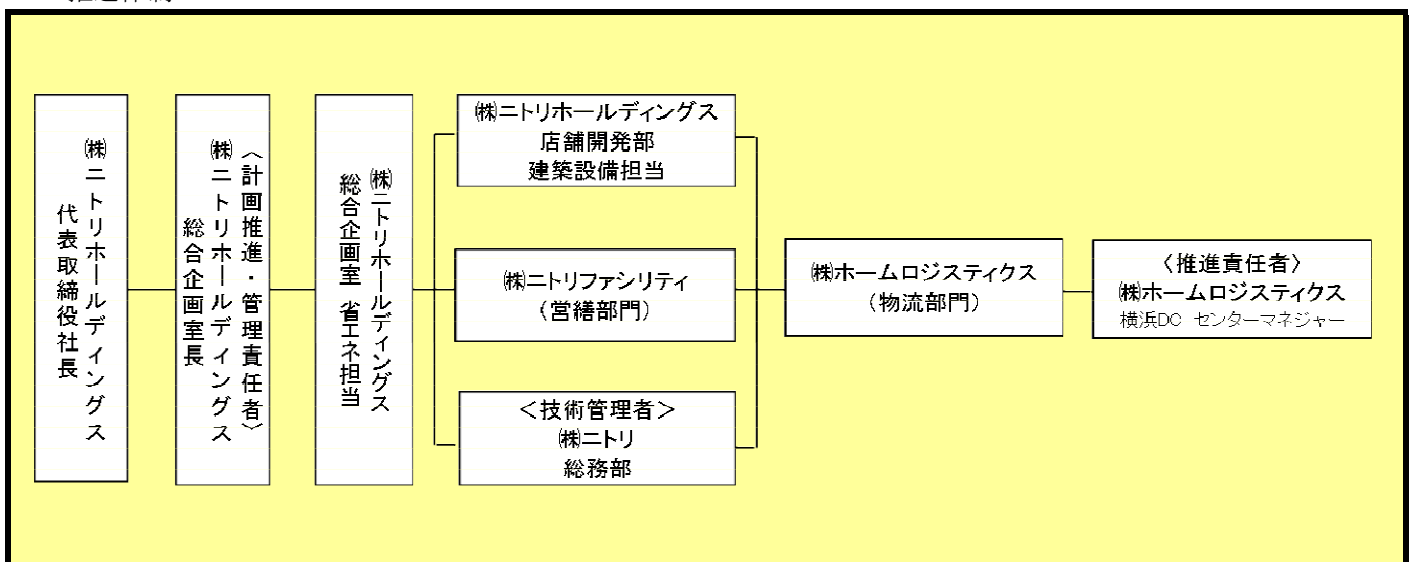 ㈱ニトリホールディングス
代表取締役社長
〈計画推進・管理責任者〉
㈱ニトリホールディングス
総合企画室長
㈱ニトリホールディングス
総合企画室 省エネ担当
㈱ニトリホールディングス
店舗開発部
建築設備担当
㈱ニトリファシリティ
(営繕部門)
＜技術管理者＞
㈱ニトリ
総務部
㈱ホームロジスティクス
(物流部門)
〈推進責任者〉
㈱ホームロジスティクス
横浜DC センターマネジャー